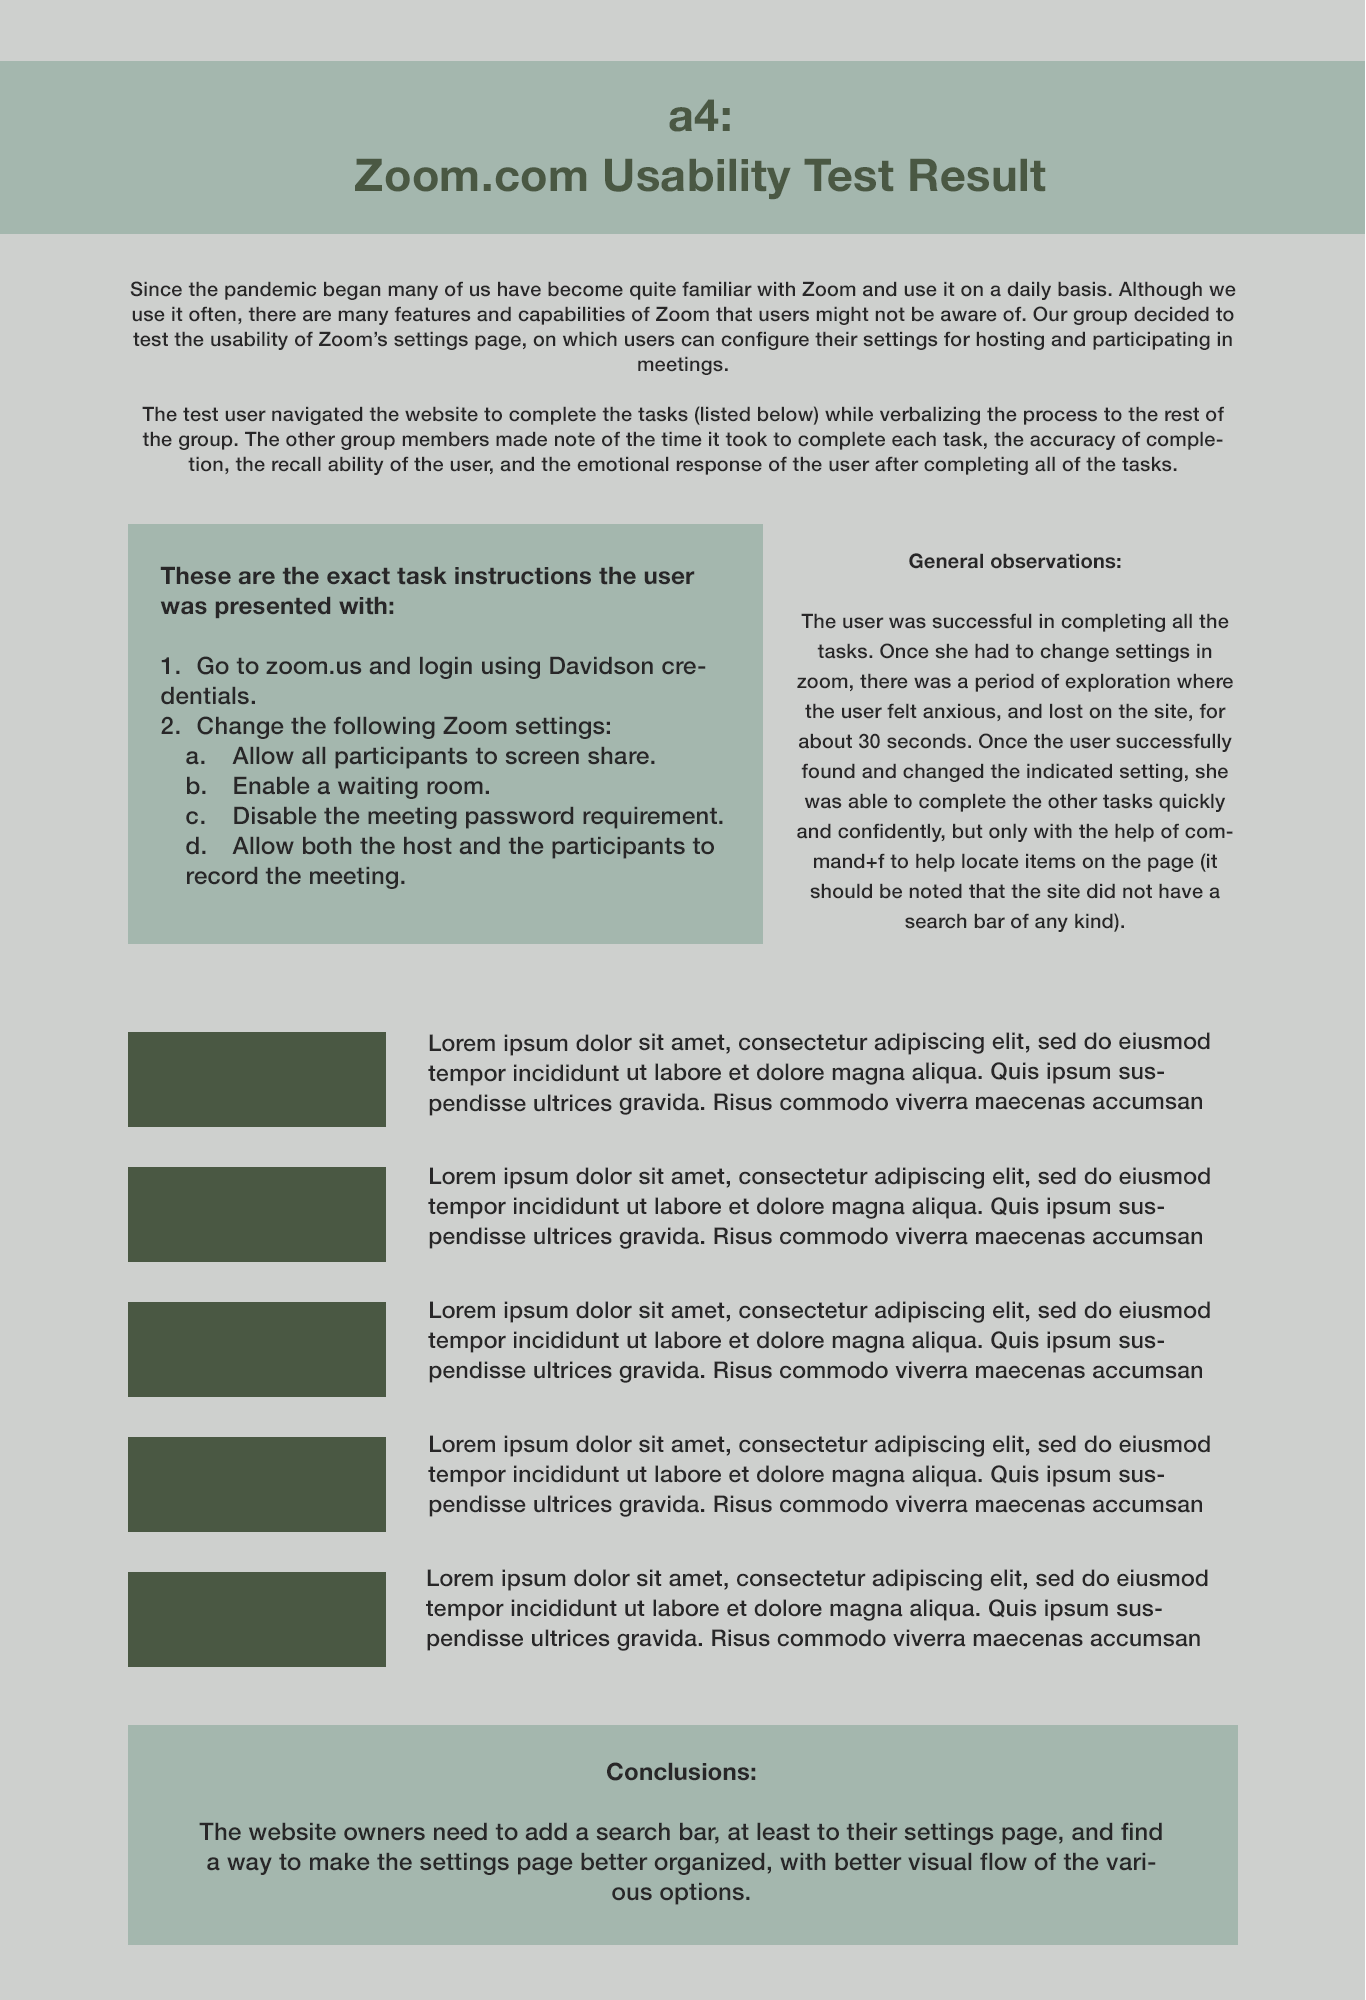 a4:
Zoom.com Usability Test Result
Since the pandemic began many of us have become quite familiar with Zoom and use it on a daily basis. Although we
use it often, there are many features and capabilities of Zoom that users might not be aware of. Our group decided to
test the usability of Zoom’s settings page, on which users can configure their settings for hosting and participating in
meetings.
The test user navigated the website to complete the tasks (listed below) while verbalizing the process to the rest of
the group. The other group members made note of the time it took to complete each task, the accuracy of comple-
tion, the recall ability of the user, and the emotional response of the user after completing all of the tasks.
These are the exact task instructions the user
was presented with:
1. Go to zoom.us and login using Davidson cre-
dentials.
2. Change the following Zoom settings:
a. Allow all participants to screen share.
b. Enable a waiting room.
c. Disable the meeting password requirement.
d. Allow both the host and the participants to
record the meeting.
General observations:
The user was successful in completing all the
tasks. Once she had to change settings in
zoom, there was a period of exploration where
the user felt anxious, and lost on the site, for
about 30 seconds. Once the user successfully
found and changed the indicated setting, she
was able to complete the other tasks quickly
and confidently, but only with the help of com-
mand+f to help locate items on the page (it
should be noted that the site did not have a
search bar of any kind).
Lorem ipsum dolor sit amet, consectetur adipiscing elit, sed do eiusmod
tempor incididunt ut labore et dolore magna aliqua. Quis ipsum sus-
pendisse ultrices gravida. Risus commodo viverra maecenas accumsan
Lorem ipsum dolor sit amet, consectetur adipiscing elit, sed do eiusmod
tempor incididunt ut labore et dolore magna aliqua. Quis ipsum sus-
pendisse ultrices gravida. Risus commodo viverra maecenas accumsan
Lorem ipsum dolor sit amet, consectetur adipiscing elit, sed do eiusmod
tempor incididunt ut labore et dolore magna aliqua. Quis ipsum sus-
pendisse ultrices gravida. Risus commodo viverra maecenas accumsan
Lorem ipsum dolor sit amet, consectetur adipiscing elit, sed do eiusmod
tempor incididunt ut labore et dolore magna aliqua. Quis ipsum sus-
pendisse ultrices gravida. Risus commodo viverra maecenas accumsan
Lorem ipsum dolor sit amet, consectetur adipiscing elit, sed do eiusmod
tempor incididunt ut labore et dolore magna aliqua. Quis ipsum sus-
pendisse ultrices gravida. Risus commodo viverra maecenas accumsan
Conclusions:
The website owners need to add a search bar, at least to their settings page, and find
a way to make the settings page better organized, with better visual flow of the vari-
ous options.